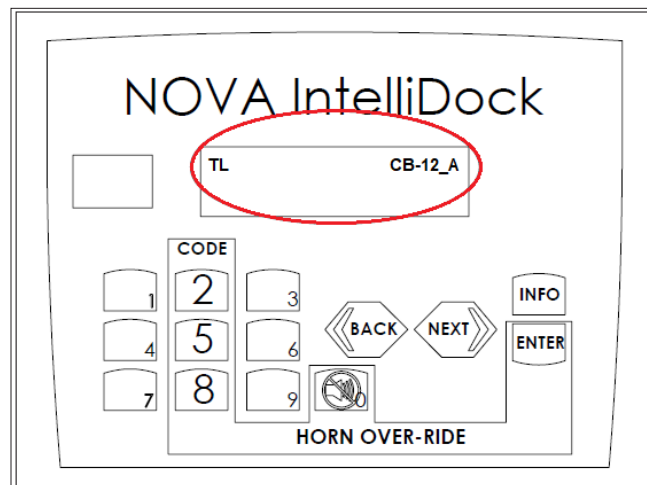 NOVA IntelliDock
TL CB-12_A
CODE
1 2 3
INFO
4 5 6 BACK NEXT ENTER
7 8 9 0
HORN OVER-RIDE